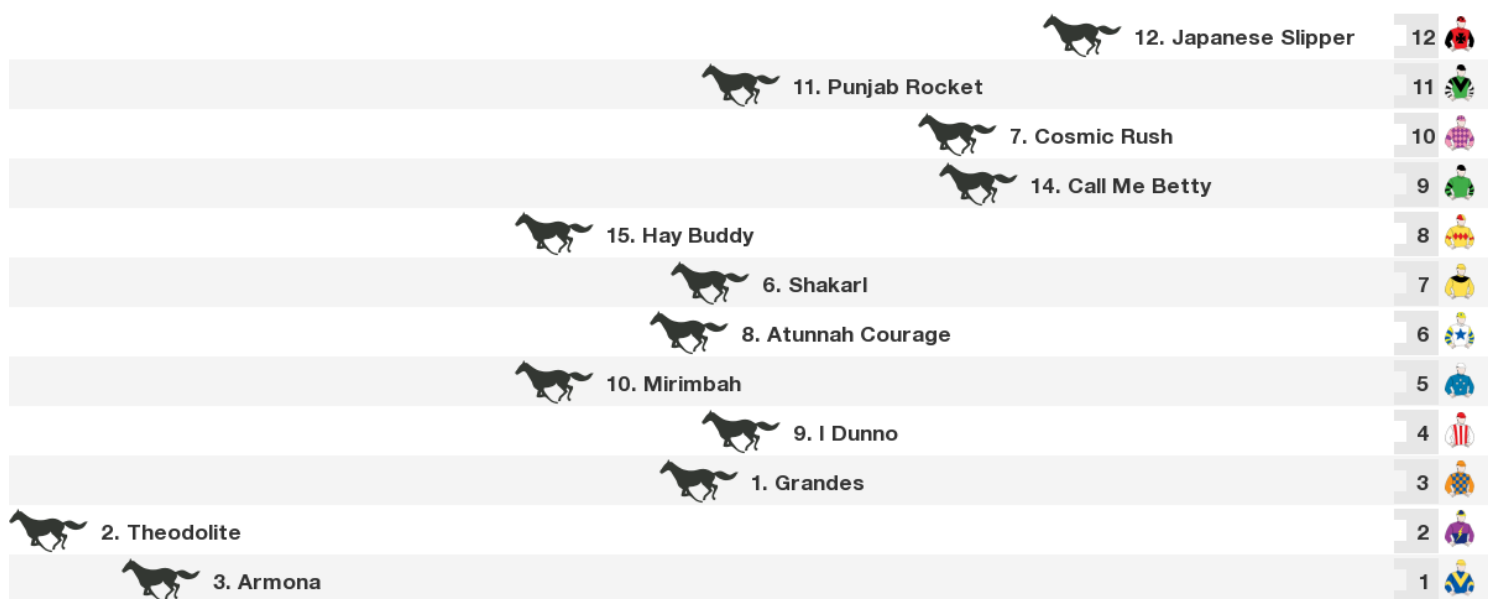 12. Japanese Slipper 12
11. Punjab Rocket 11
7. Cosmic Rush 10
14. Call Me Betty 9
15. Hay Buddy 8
6. Shakarl 7
8. Atunnah Courage 6
10. Mirimbah 5
9. I Dunno 4
1. Grandes 3
2. Theodolite 2
3. Armona 1